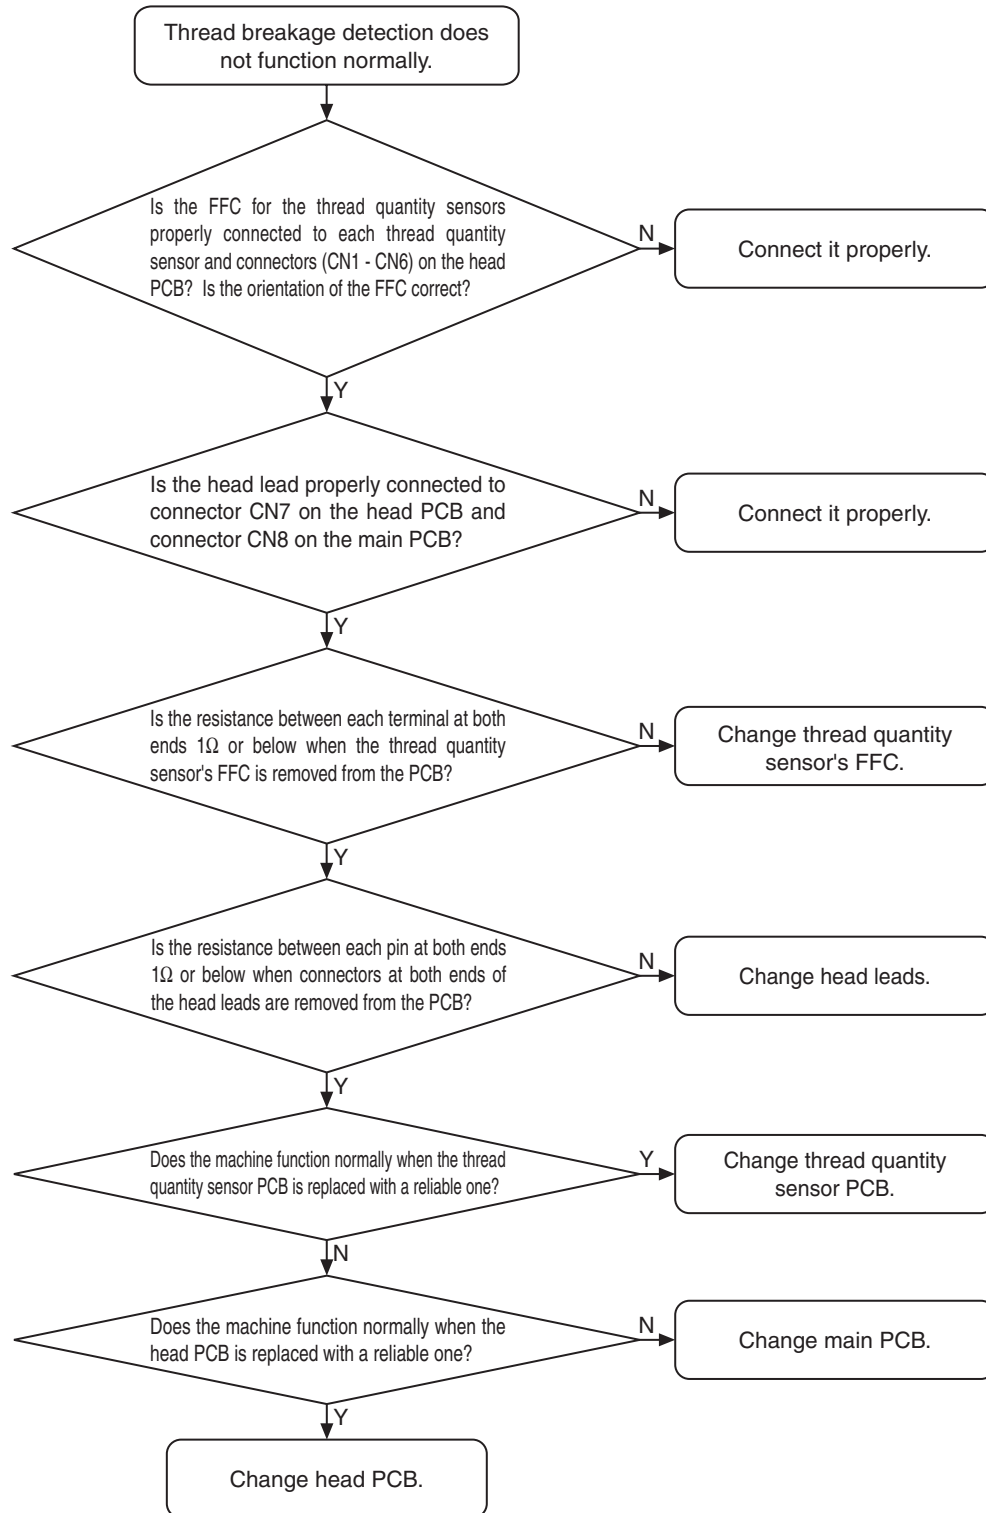 Thread breakage detection does
not function normally.
Is the FFC for the thread quantity sensors
properly connected to each thread quantity
sensor and connectors (CN1 - CN6) on the head
PCB? Is the orientation of the FFC correct?
N
Connect it properly.
Y
Is the head lead properly connected to
connector CN7 on the head PCB and
connector CN8 on the main PCB?
N
Connect it properly.
Y
Is the resistance between each terminal at both
ends 1Ω or below when the thread quantity
sensor's FFC is removed from the PCB?
N
Change thread quantity
sensor's FFC.
Y
Is the resistance between each pin at both ends
1Ω or below when connectors at both ends of
the head leads are removed from the PCB?
N
Change head leads.
Y
Does the machine function normally when the thread
quantity sensor PCB is replaced with a reliable one?
Y
Change thread quantity
sensor PCB.
N
Does the machine function normally when the
head PCB is replaced with a reliable one?
N
Change main PCB.
Y
Change head PCB.